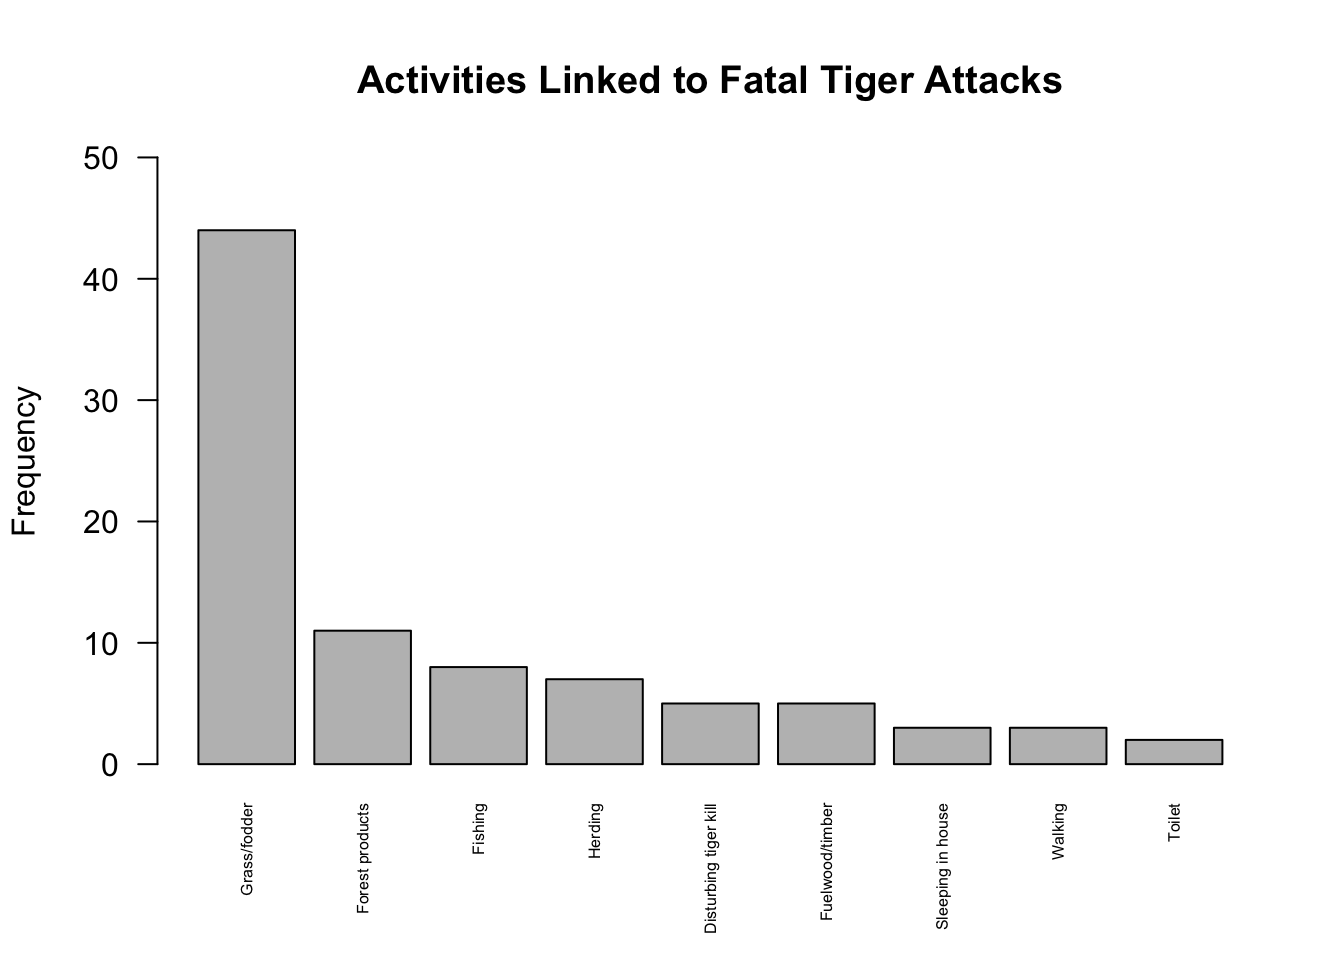 Activities Linked to Fatal Tiger Attacks
Frequency
50
40
30
20
10
0
Grass/fodder
Forest products
Fishing
Herding
Disturbing tiger kill
Fuelwood/timber
Sleeping in house
Walking
Toilet